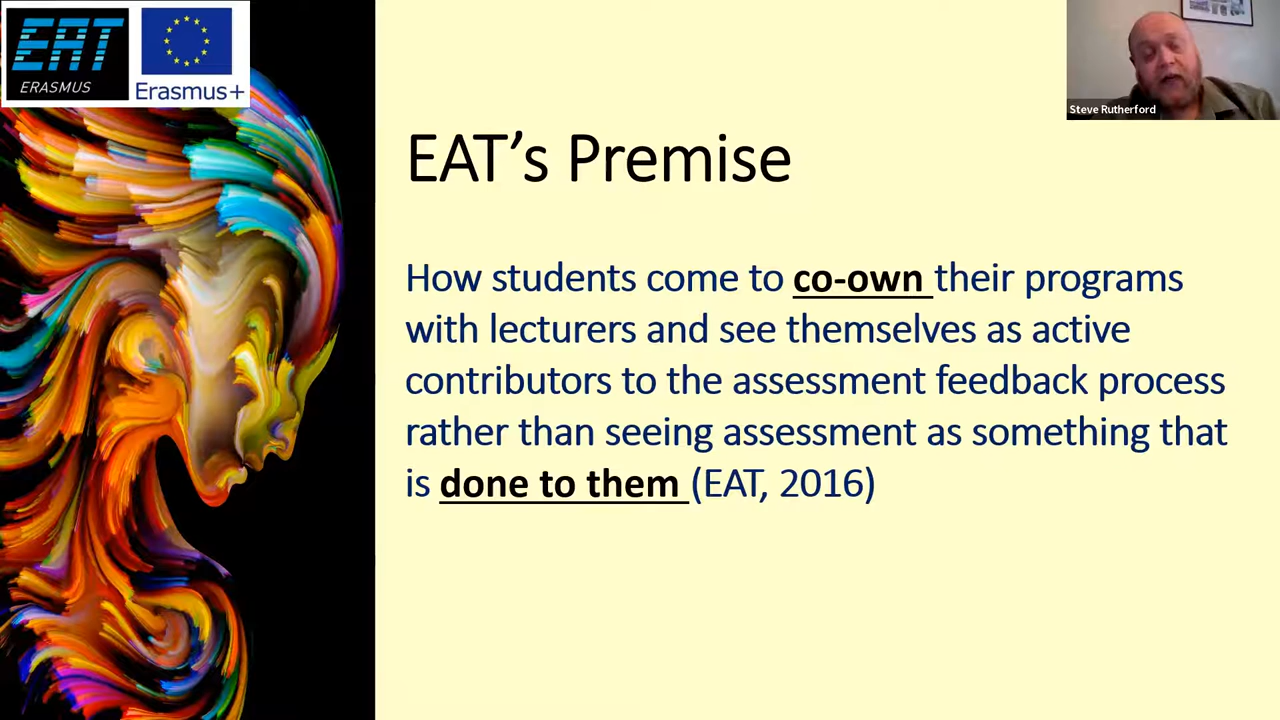 EAT
ERASMUS
Erasmus+
Steve Rutherford
EAT’s Premise
How students come to co-own their programs
with lecturers and see themselves as active
contributors to the assessment feedback process
rather than seeing assessment as something that
is done to them (EAT, 2016)